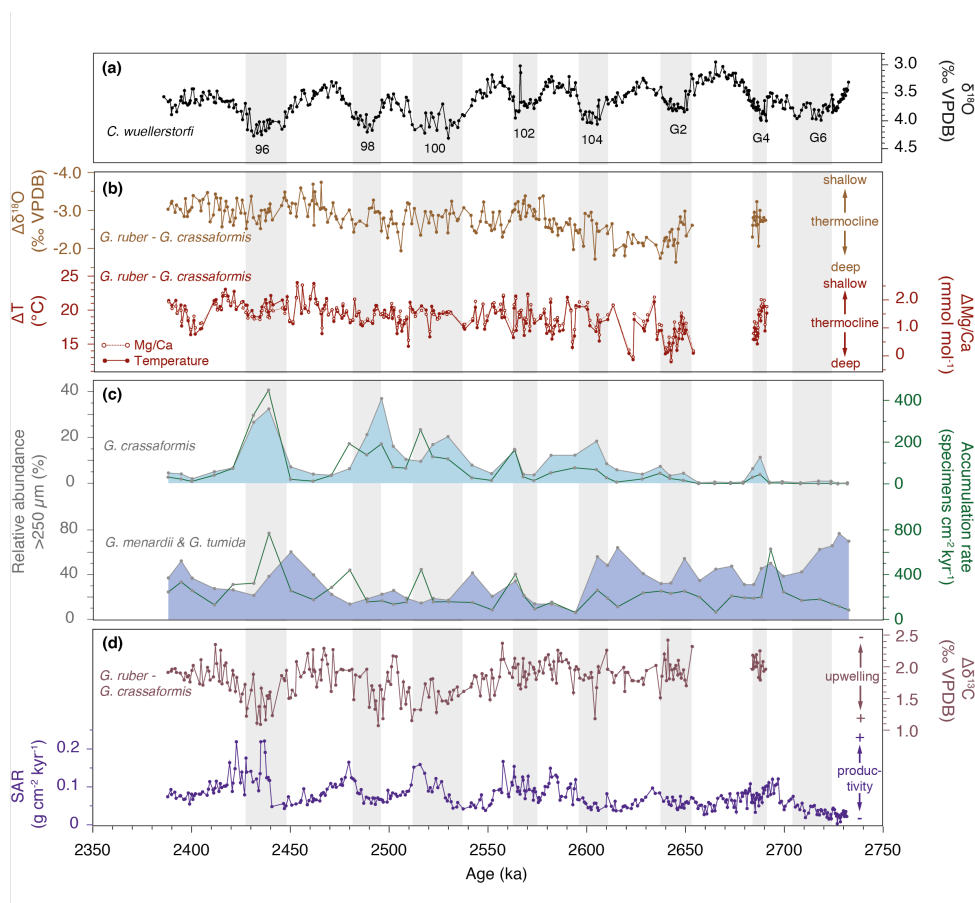 (a)
3.0
3.5
4.0
4.5
δ¹⁸O
(‰ VPDB)
C. wuellerstorfi
96
98
100
102
104
G2
G4
G6
(b)
-4.0
-3.0
-2.0
Δδ¹⁸O
(‰ VPDB)
G. ruber - G. crassaformis
shallow
thermocline
deep
G. ruber - G. crassaformis
25
20
15
ΔT
(°C)
Mg/Ca
Temperature
shallow
thermocline
deep
2.0
1.0
0
ΔMg/Ca
(mmol mol⁻¹)
(c)
40
20
0
G. crassaformis
400
200
0
Relative abundance
>250 µm (%)
Accumulation rate
(specimens cm⁻² kyr⁻¹)
G. menardii & G. tumida
80
40
0
800
400
0
(d)
G. ruber -
G. crassaformis
2.5
2.0
1.5
1.0
Δδ¹³C
(‰ VPDB)
-
upwelling
+
0.2
0.1
0
SAR
(g cm⁻² kyr⁻¹)
+
produc-
tivity
-
2350
2400
2450
2500
2550
2600
2650
2700
2750
Age (ka)